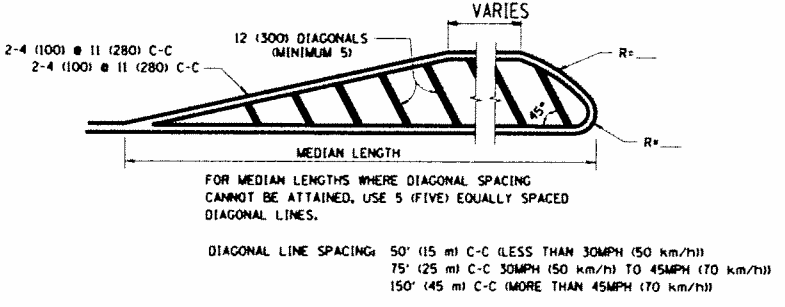 VARIES
2-4 (100) @ 11 (280) C-C
2-4 (100) @ 11 (280) C-C
12 (300) DIAGONALS
(MINIMUM 5)
R=__
45°
R=__
MEDIAN LENGTH
FOR MEDIAN LENGTHS WHERE DIAGONAL SPACING
CANNOT BE ATTAINED, USE 5 (FIVE) EQUALLY SPACED
DIAGONAL LINES.
DIAGONAL LINE SPACING: 50' (15 m) C-C (LESS THAN 30MPH (50 km/h))
75' (25 m) C-C 30MPH (50 km/h) TO 45MPH (70 km/h))
150' (45 m) C-C (MORE THAN 45MPH (70 km/h))